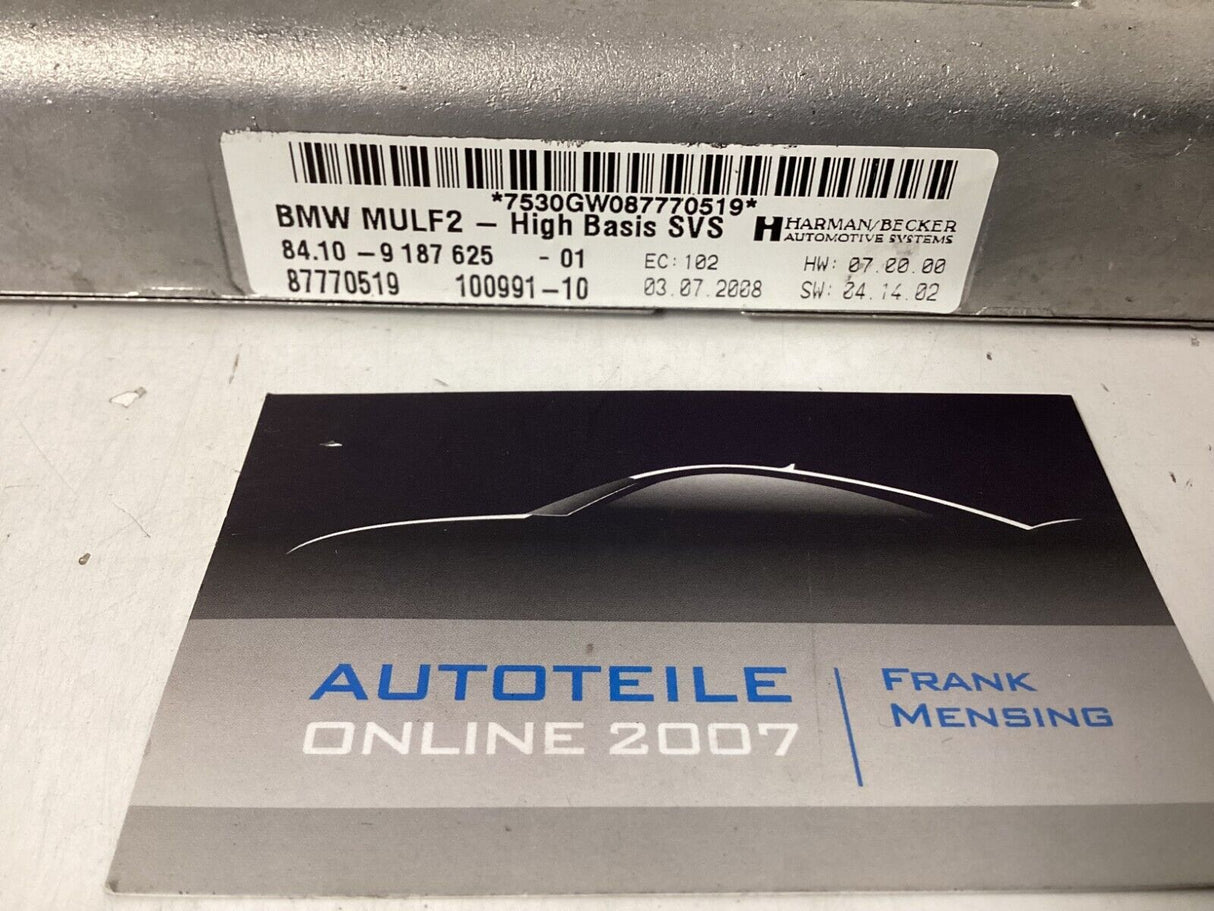 *7530GW087770519*
BMW MULF2 – High Basis SVS
HARMAN/BECKER
AUTOMOTIVE SYSTEMS
84.10 – 9 187 625 - 01 EC: 102 HW: 07.00.00
87770519 100991-10 03.07.2008 SW: 04.14.02
AUTOTEILE
ONLINE 2007
FRANK
MENSING